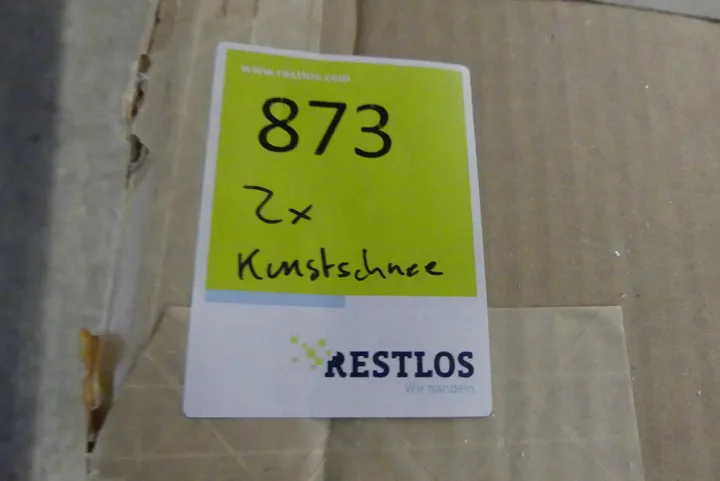 www.restlos.com
873
2x
Kunstschnee
RESTLOS
Wir handeln.